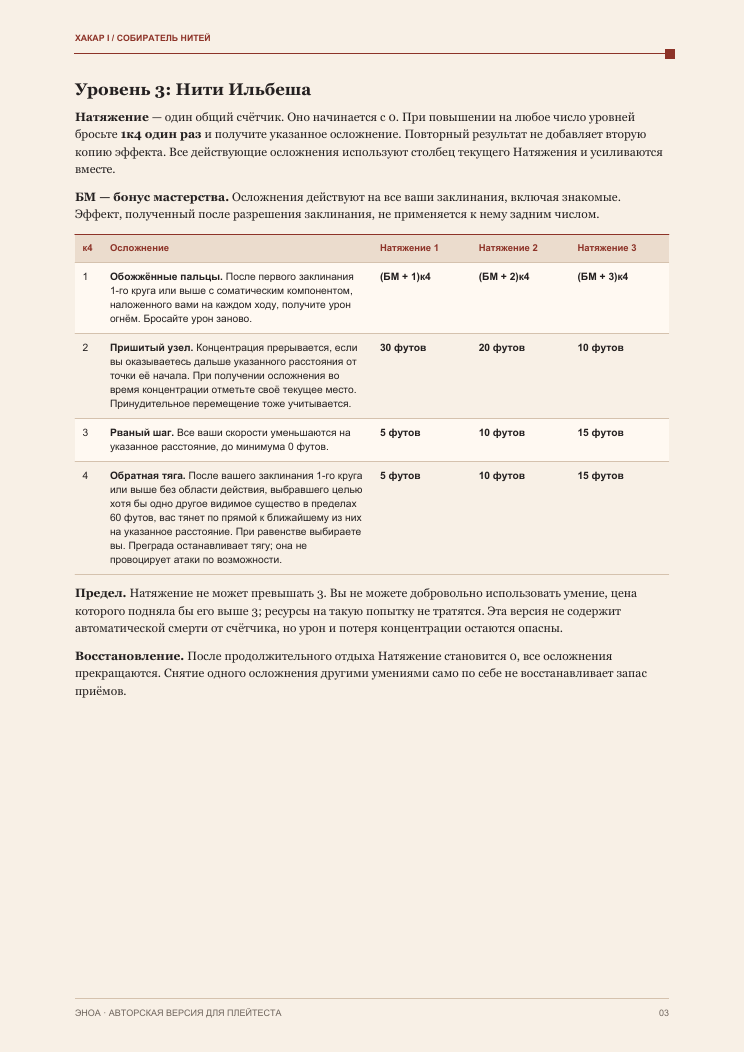 ХАКАР I / СОБИРАТЕЛЬ НИТЕЙ
Уровень 3: Нити Ильбеша
Натяжение — один общий счётчик. Оно начинается с 0. При повышении на любое число уровней
бросьте 1к4 один раз и получите указанное осложнение. Повторный результат не добавляет вторую
копию эффекта. Все действующие осложнения используют столбец текущего Натяжения и усиливаются
вместе.
БМ — бонус мастерства. Осложнения действуют на все ваши заклинания, включая знакомые.
Эффект, полученный после разрешения заклинания, не применяется к нему задним числом.
к4 Осложнение Натяжение 1 Натяжение 2 Натяжение 3
1 Обожжённые пальцы. После первого заклинания (БМ + 1)к4 (БМ + 2)к4 (БМ + 3)к4
1-го круга или выше с соматическим компонентом,
наложенного вами на каждом ходу, получите урон
огнём. Бросайте урон заново.
2 Пришитый узел. Концентрация прерывается, если 30 футов 20 футов 10 футов
вы оказываетесь дальше указанного расстояния от
точки её начала. При получении осложнения во
время концентрации отметьте своё текущее место.
Принудительное перемещение тоже учитывается.
3 Рваный шаг. Все ваши скорости уменьшаются на 5 футов 10 футов 15 футов
указанное расстояние, до минимума 0 футов.
4 Обратная тяга. После вашего заклинания 1-го круга 5 футов 10 футов 15 футов
или выше без области действия, выбравшего целью
хотя бы одно другое видимое существо в пределах
60 футов, вас тянет по прямой к ближайшему из них
на указанное расстояние. При равенстве выбираете
вы. Преграда останавливает тягу; она не
провоцирует атаки по возможности.
Предел. Натяжение не может превышать 3. Вы не можете добровольно использовать умение, цена
которого подняла бы его выше 3; ресурсы на такую попытку не тратятся. Эта версия не содержит
автоматической смерти от счётчика, но урон и потеря концентрации остаются опасны.
Восстановление. После продолжительного отдыха Натяжение становится 0, все осложнения
прекращаются. Снятие одного осложнения другими умениями само по себе не восстанавливает запас
приёмов.
ЭНОА · АВТОРСКАЯ ВЕРСИЯ ДЛЯ ПЛЕЙТЕСТА 03